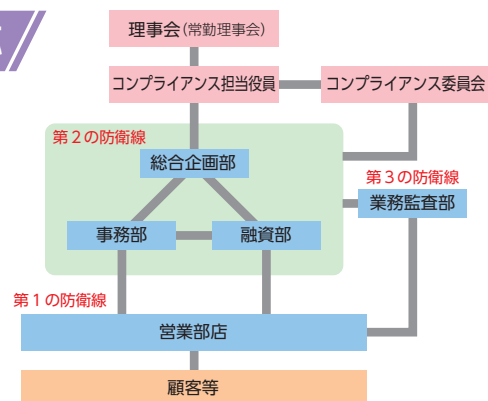 理事会(常勤理事会)
コンプライアンス担当役員
コンプライアンス委員会
第2の防衛線
総合企画部
第3の防衛線
業務監査部
事務部
融資部
第1の防衛線
営業部店
顧客等